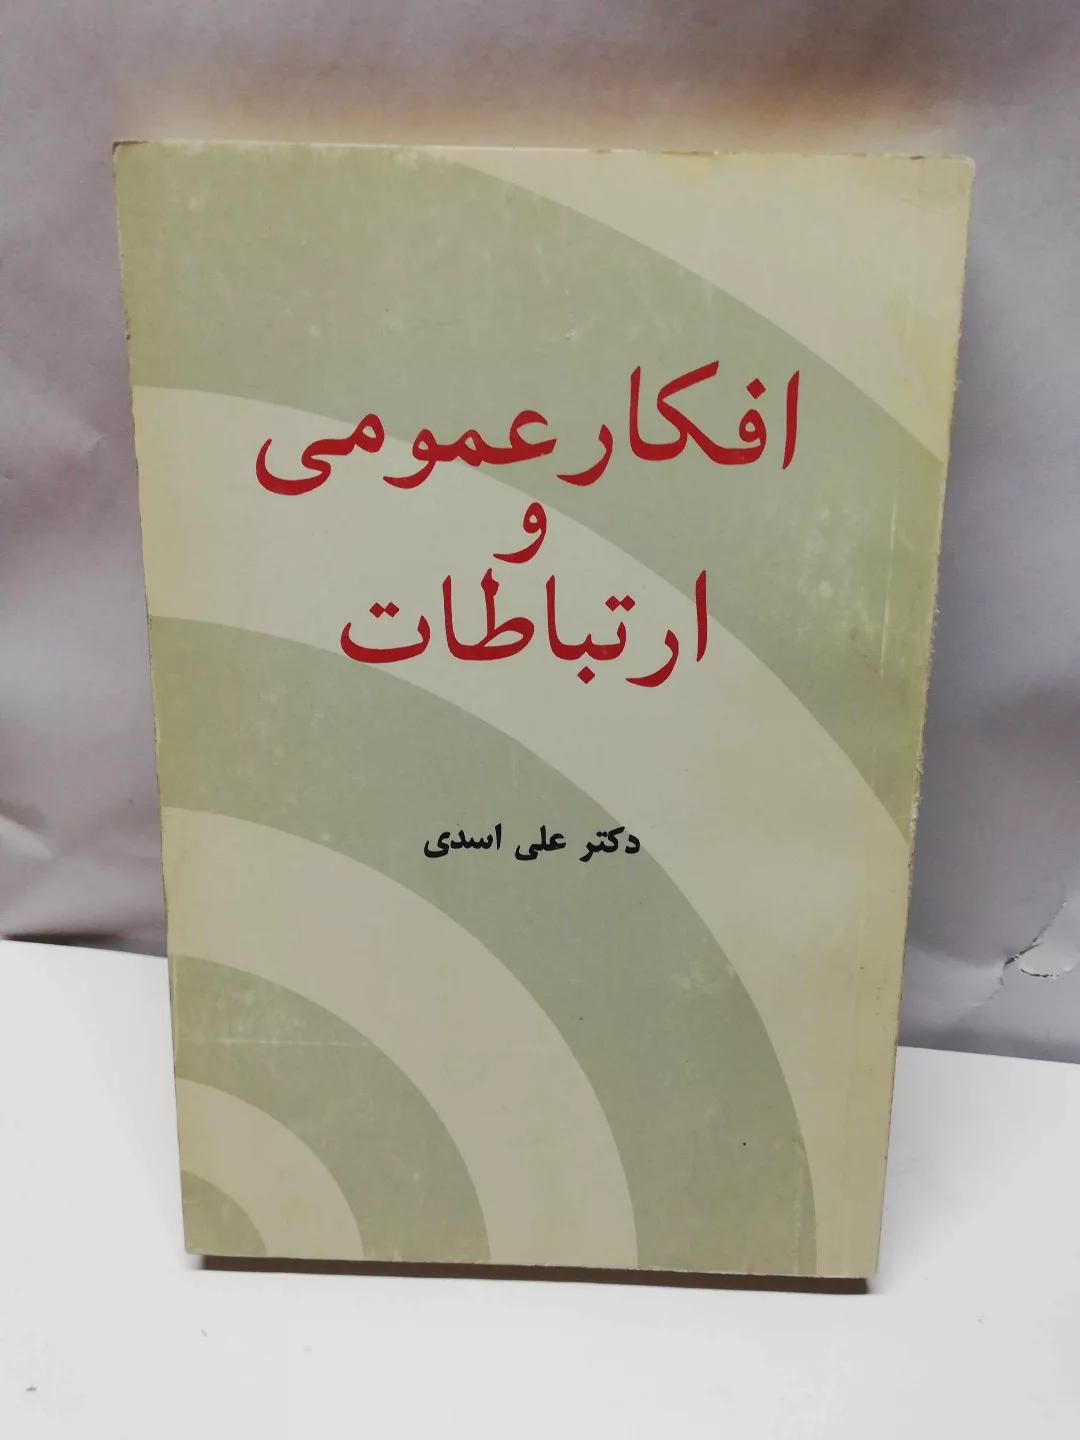 افکار عمومی
و
ارتباطات
دکتر علی اسدی